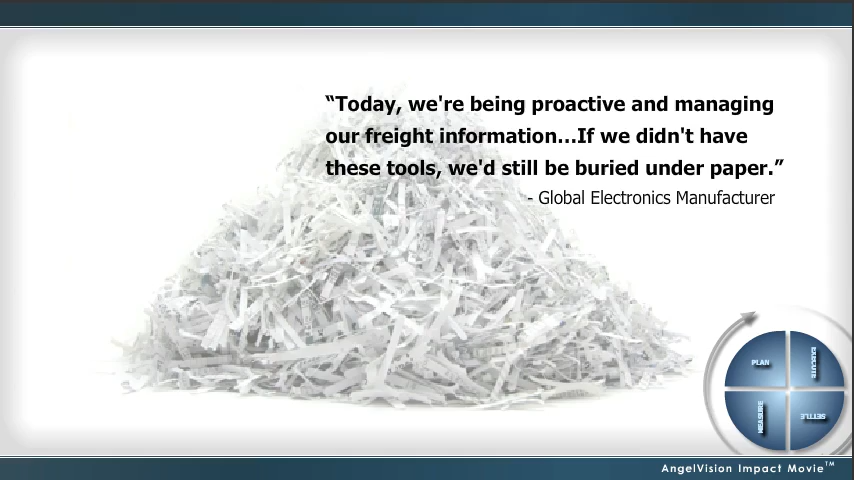 “Today, we're being proactive and managing
our freight information...If we didn't have
these tools, we'd still be buried under paper.”
- Global Electronics Manufacturer
PLAN
EXECUTE
MEASURE
SETTLE
AngelVision Impact Movie™